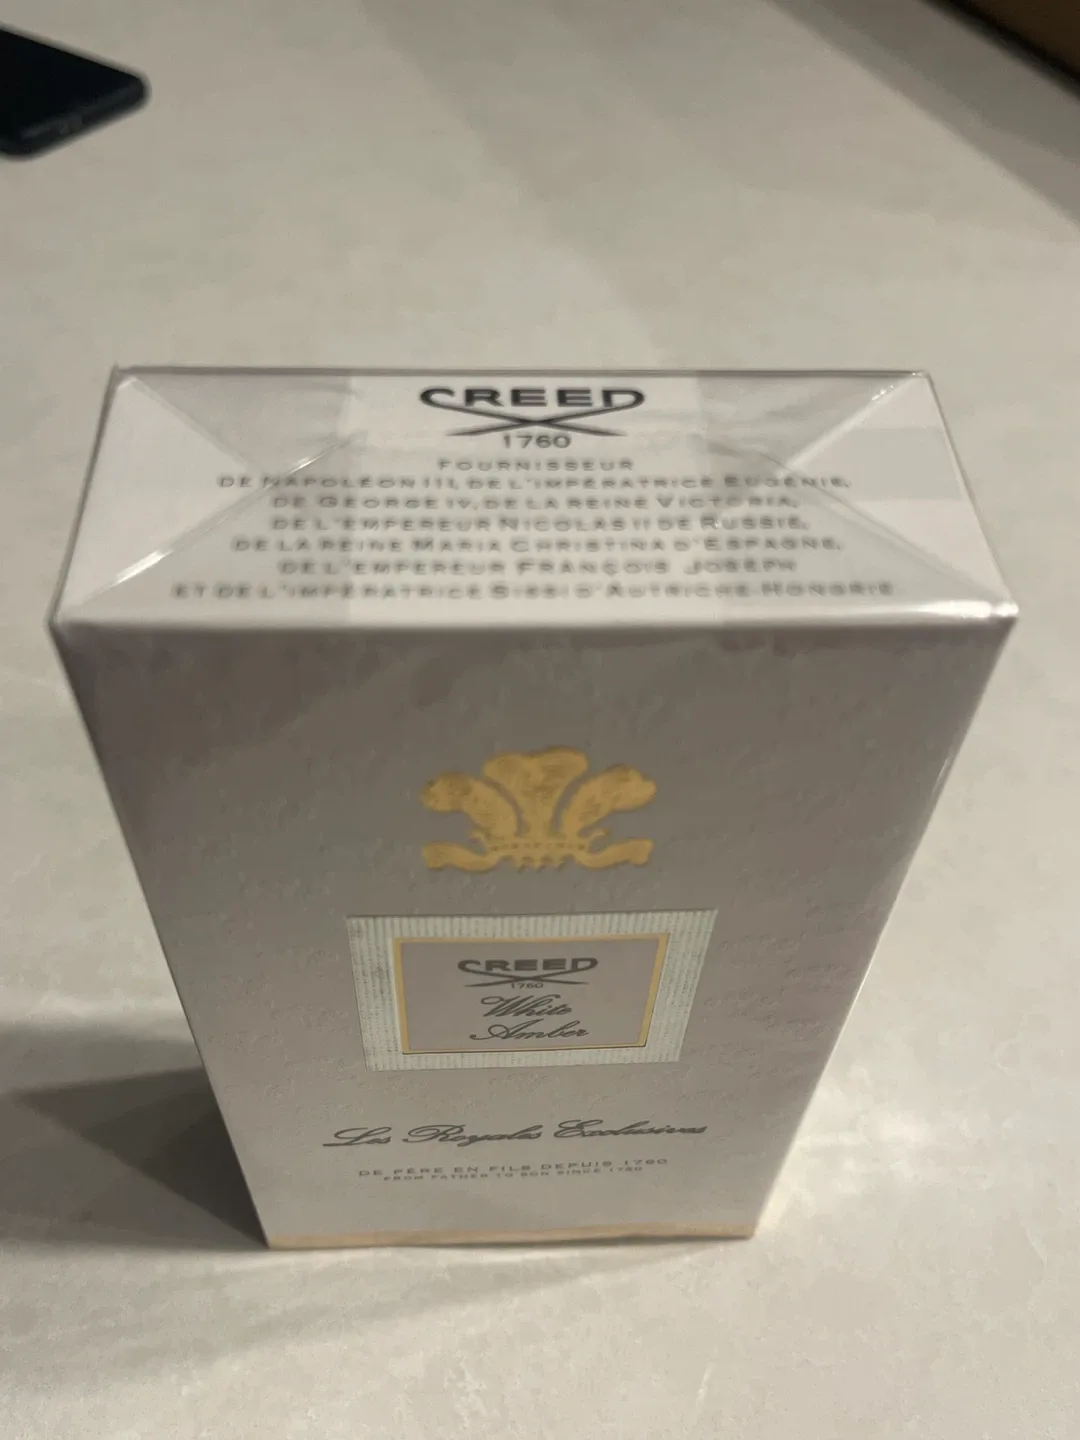 CREED
1760
FOURNISSEUR
DE NAPOLÉON III, DE L'IMPÉRATRICE EUGÉNIE,
DE GEORGE IV, DE LA REINE VICTORIA,
DE L'EMPEREUR NICOLAS II DE RUSSIE,
DE LA REINE MARIA CHRISTINA D'ESPAGNE,
DE L'EMPEREUR FRANÇOIS JOSEPH
ET DE L'IMPÉRATRICE SISSI D'AUTRICHE-HONGRIE
CREED
1760
White
Amber
Les Royales Exclusives
DE PÈRE EN FILS DEPUIS 1760
FROM FATHER TO SON SINCE 1760